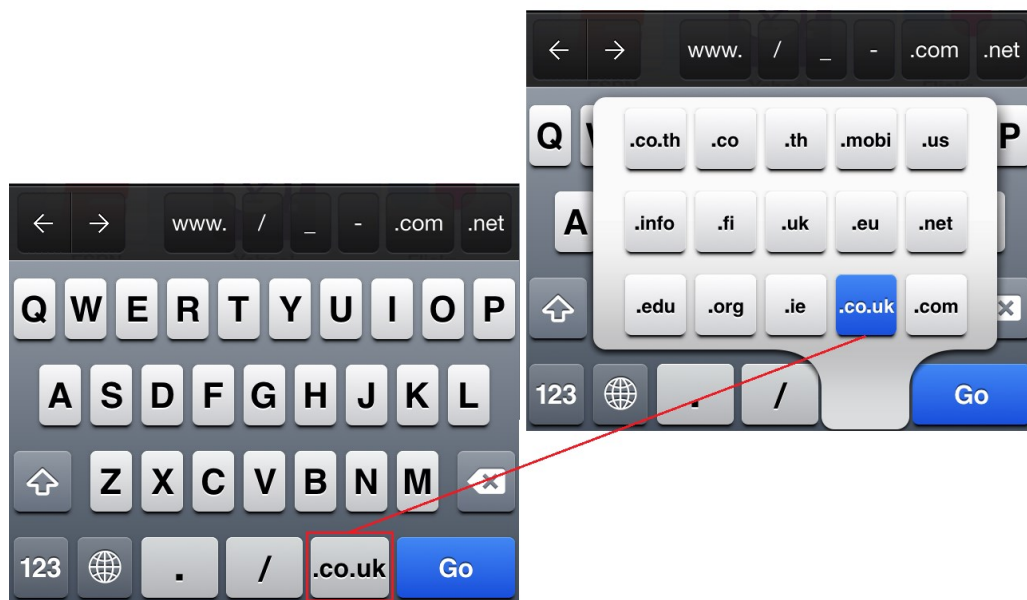 www. / _ - .com .net
Q W E R T Y U I O P
A S D F G H J K L
Z X C V B N M
123 . / .co.uk Go
www. / _ - .com .net
Q P
.co.th .co .th .mobi .us
A
.info .fi .uk .eu .net
.edu .org .ie .co.uk .com
123 . / Go